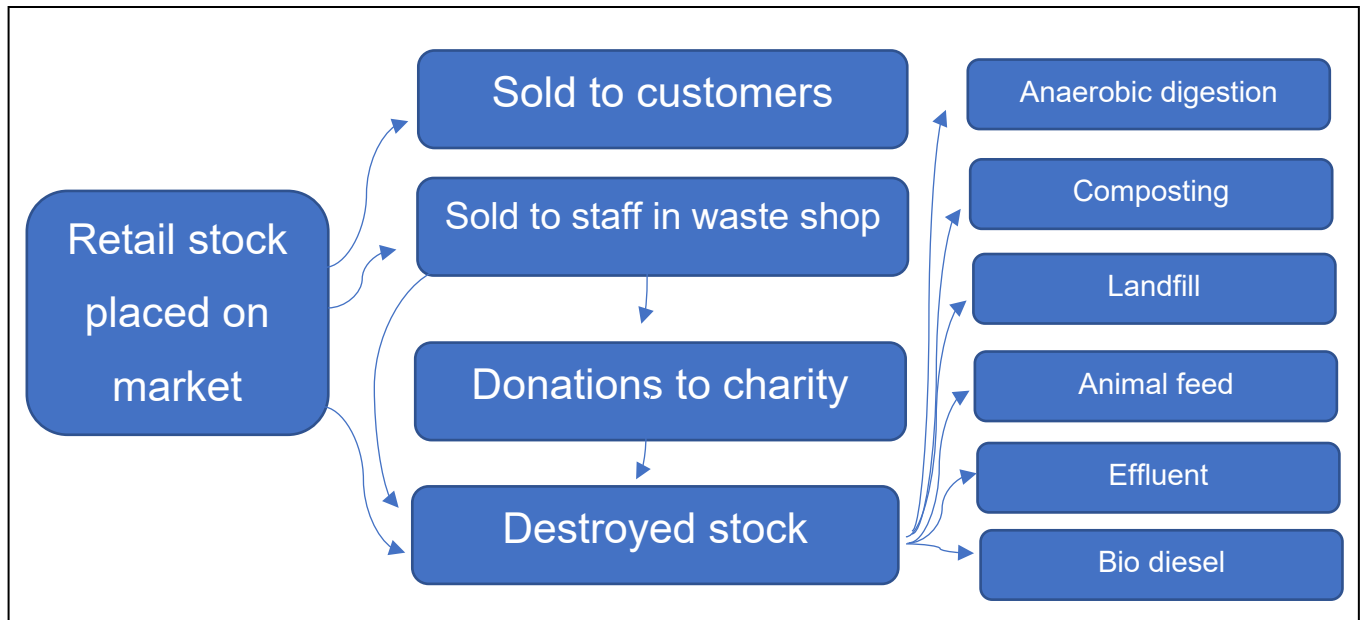 Retail stock
placed on
market
Sold to customers
Sold to staff in waste shop
Donations to charity
Destroyed stock
Anaerobic digestion
Composting
Landfill
Animal feed
Effluent
Bio diesel